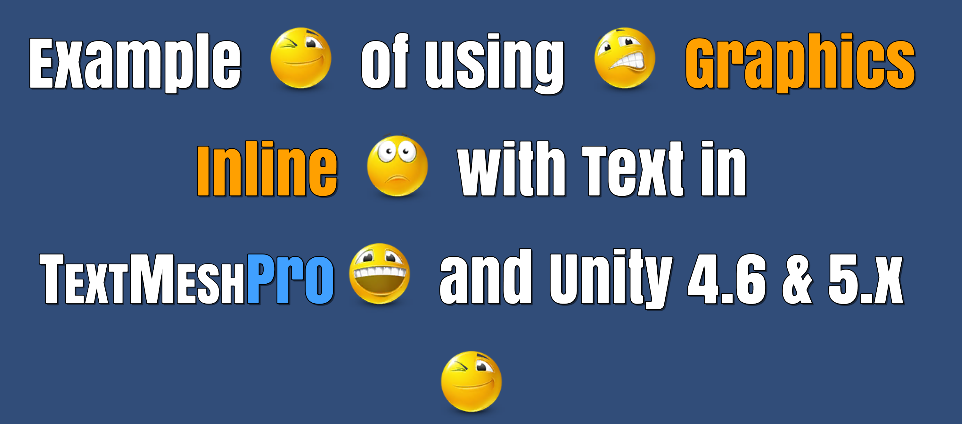 Example of using Graphics
Inline with Text in
TextMeshPro and Unity 4.6 & 5.x